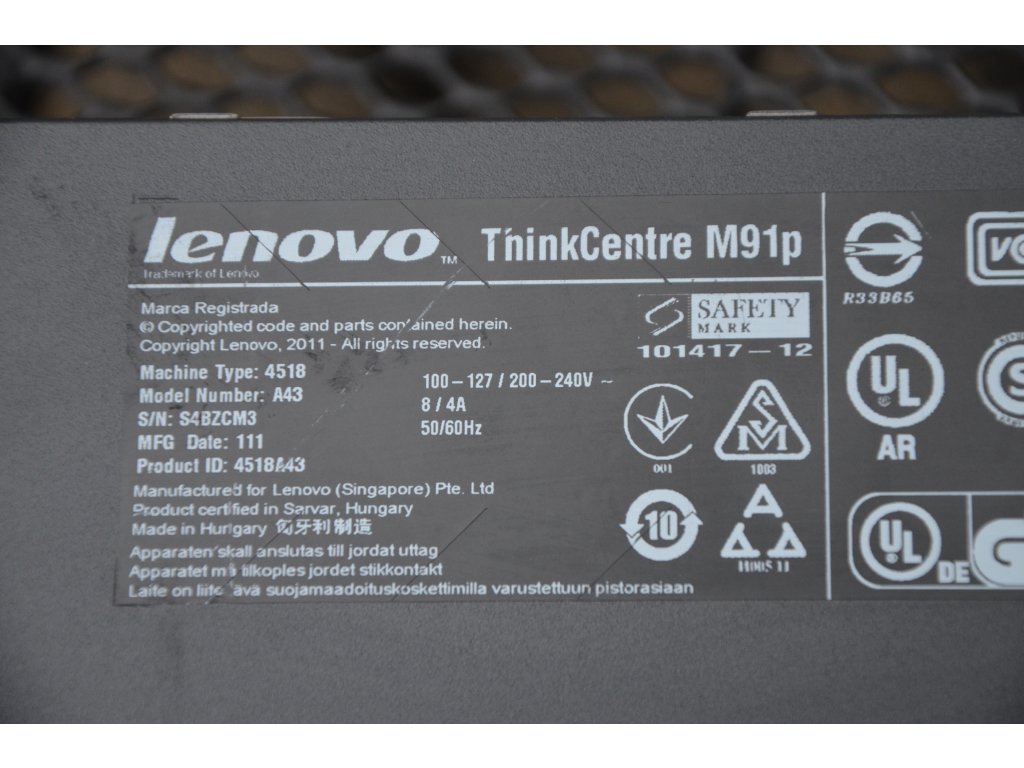 lenovo™ ThinkCentre M91p
Trademark of Lenovo
Marca Registrada
© Copyrighted code and parts contained herein.
Copyright Lenovo, 2011 - All rights reserved.
Machine Type: 4518
Model Number: A43
S/N: S4BZCM3
MFG Date: 111
Product ID: 4518A43
100–127 / 200–240V ~
8 / 4A
50/60Hz
Manufactured for Lenovo (Singapore) Pte. Ltd
Product certified in Sarvar, Hungary
Made in Hungary 匈牙利制造
Apparaten skall anslutas till jordat uttag
Apparatet må tilkoples jordet stikkontakt
Laite on liitettävä suojamaadoituskoskettimilla varustettuun pistorasiaan
SAFETY
MARK
101417–12
001
S
M
1003
10
R33B65
UL
AR
UL
DE